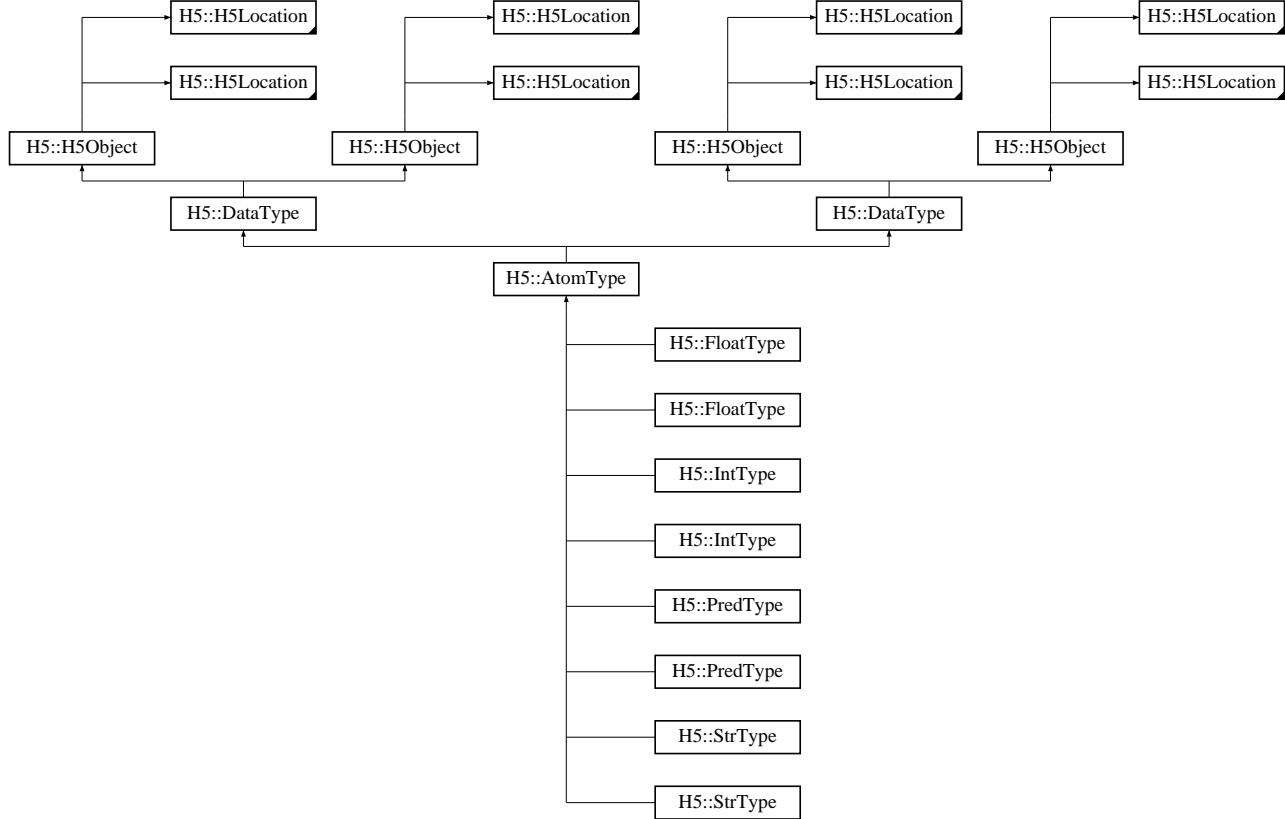 H5::H5Location H5::H5Location H5::H5Location H5::H5Location
H5::H5Location H5::H5Location H5::H5Location H5::H5Location
H5::H5Object H5::H5Object H5::H5Object H5::H5Object
H5::DataType H5::DataType
H5::AtomType
H5::FloatType
H5::FloatType
H5::IntType
H5::IntType
H5::PredType
H5::PredType
H5::StrType
H5::StrType